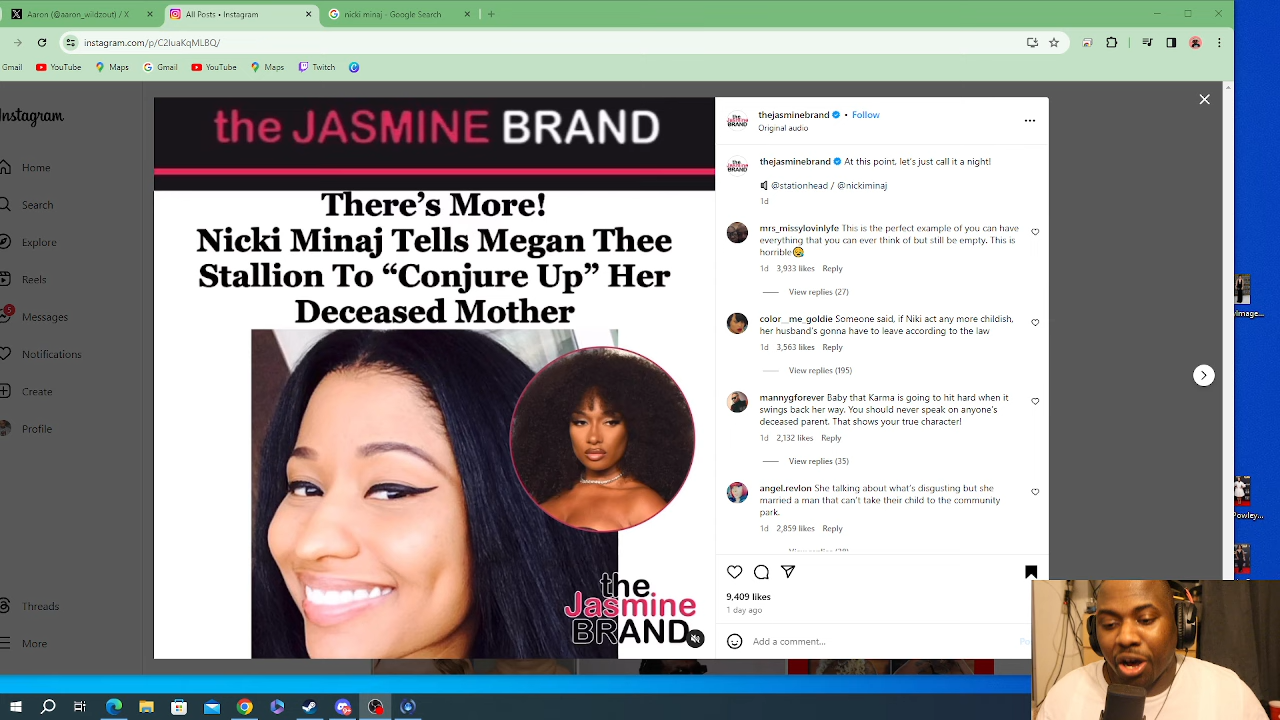 Aaron (@aaron_wildzout) / X
All Posts • Instagram
nicki minaj - Google Search
instagram.com/p/C2IuaKqMLBQ/
Gmail
YouTube
Maps
Gmail
YouTube
Maps
Twitch
Instagram
Home
Search
Explore
Reels
5
Messages
Notifications
Create
Profile
Threads
More
the JASMINE BRAND
There's More!
Nicki Minaj Tells Megan Thee
Stallion To “Conjure Up” Her
Deceased Mother
the
Jasmine
BRAND
thejasminebrand • Follow
Original audio
thejasminebrand At this point, let's just call it a night!
@stationhead / @nickiminaj
1d
mrs_missylovinlyfe This is the perfect example of you can have
everything that you can ever think of but still be empty. This is
horrible😢
1d 3,933 likes Reply
View replies (27)
color__me_goldie Someone said, if Niki act any more childish,
her husband's gonna have to leave according to the law
1d 3,563 likes Reply
View replies (195)
mannygforever Baby that Karma is going to hit hard when it
swings back her way. You should never speak on anyone's
deceased parent. That shows your true character!
1d 2,132 likes Reply
View replies (35)
angel.revlon She talking about what's disgusting but she
married a man that can't take their child to the community
park.
1d 2,859 likes Reply
9,409 likes
1 day ago
Add a comment...
image...
Powley...